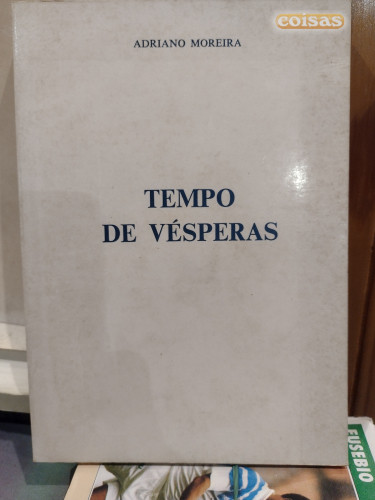 coisas
ADRIANO MOREIRA
TEMPO
DE VÉSPERAS
EUSEBIO